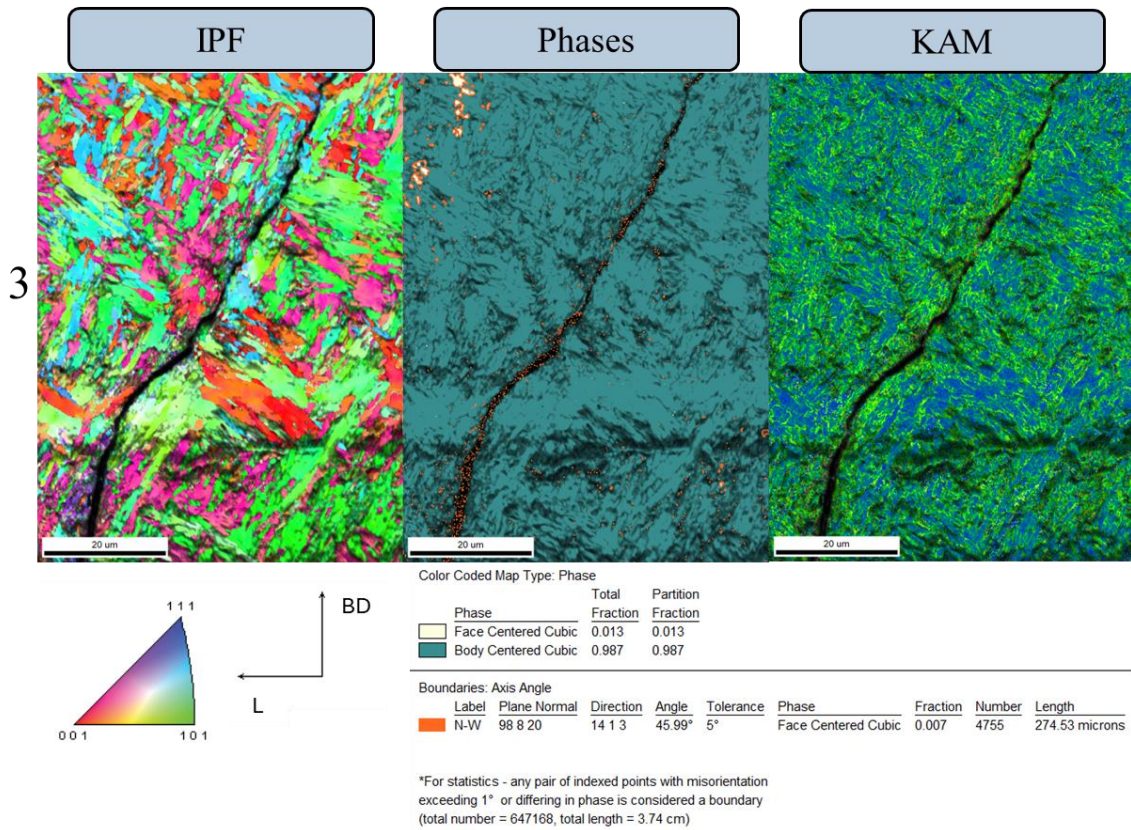 IPF Phases KAM
3
20 um 20 um 20 um
Color Coded Map Type: Phase
Total Partition
Phase Fraction Fraction
Face Centered Cubic 0.013 0.013
Body Centered Cubic 0.987 0.987
1 1 1
BD
L
0 0 1 1 0 1
Boundaries: Axis Angle
Label Plane Normal Direction Angle Tolerance Phase Fraction Number Length
N-W 98 8 20 14 1 3 45.99° 5° Face Centered Cubic 0.007 4755 274.53 microns
*For statistics - any pair of indexed points with misorientation
exceeding 1° or differing in phase is considered a boundary
(total number = 647168, total length = 3.74 cm)